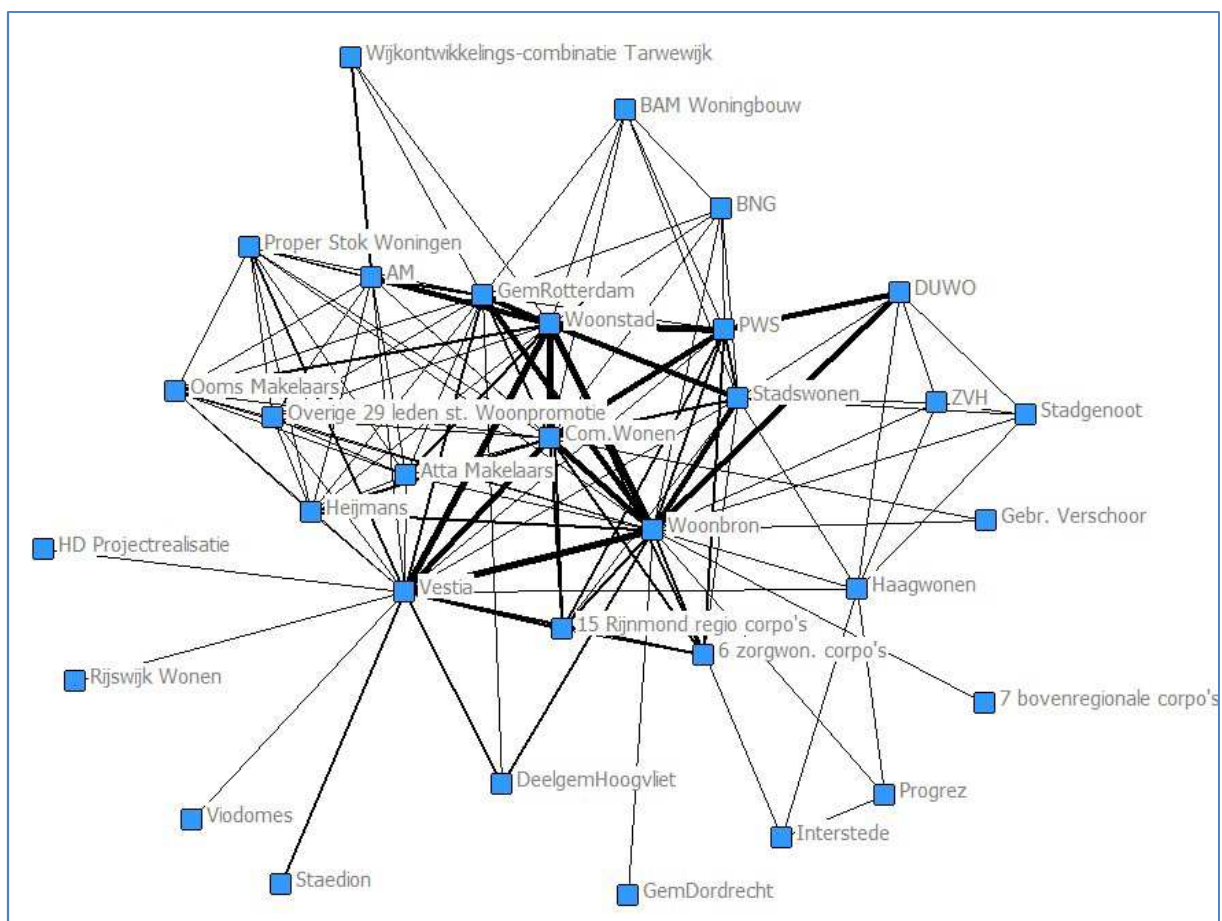 Wijkontwikkelings-combinatie Tarwewijk
BAM Woningbouw
BNG
Proper Stok Woningen
AM
GemRotterdam
DUWO
Woonstad
PWS
Ooms Makelaars
Stadswonen
ZVH
Stadgenoot
Overige 29 leden st. Woonpromotie
Com.Wonen
Atta Makelaars
Heijmans
Woonbron
Gebr. Verschoor
HD Projectrealisatie
Vestia
Haagwonen
15 Rijnmond regio corpo's
6 zorgwon. corpo's
Rijswijk Wonen
7 bovenregionale corpo's
DeelgemHoogvliet
Progrez
Viodomes
Interstede
Staedion
GemDordrecht